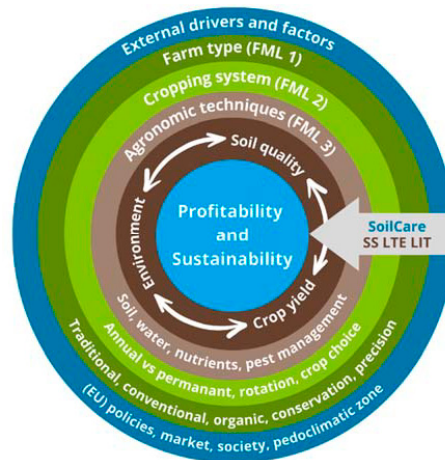 External drivers and factors
Farm type (FML 1)
Cropping system (FML 2)
Agronomic techniques (FML 3)
Soil quality
Environment
Crop yield
Profitability
and
Sustainability
SoilCare
SS LTE LIT
Soil, water, nutrients, pest management
Annual vs permanant, rotation, crop choice
Traditional, conventional, organic, conservation, precision
(EU) policies, market, society, pedoclimatic zone